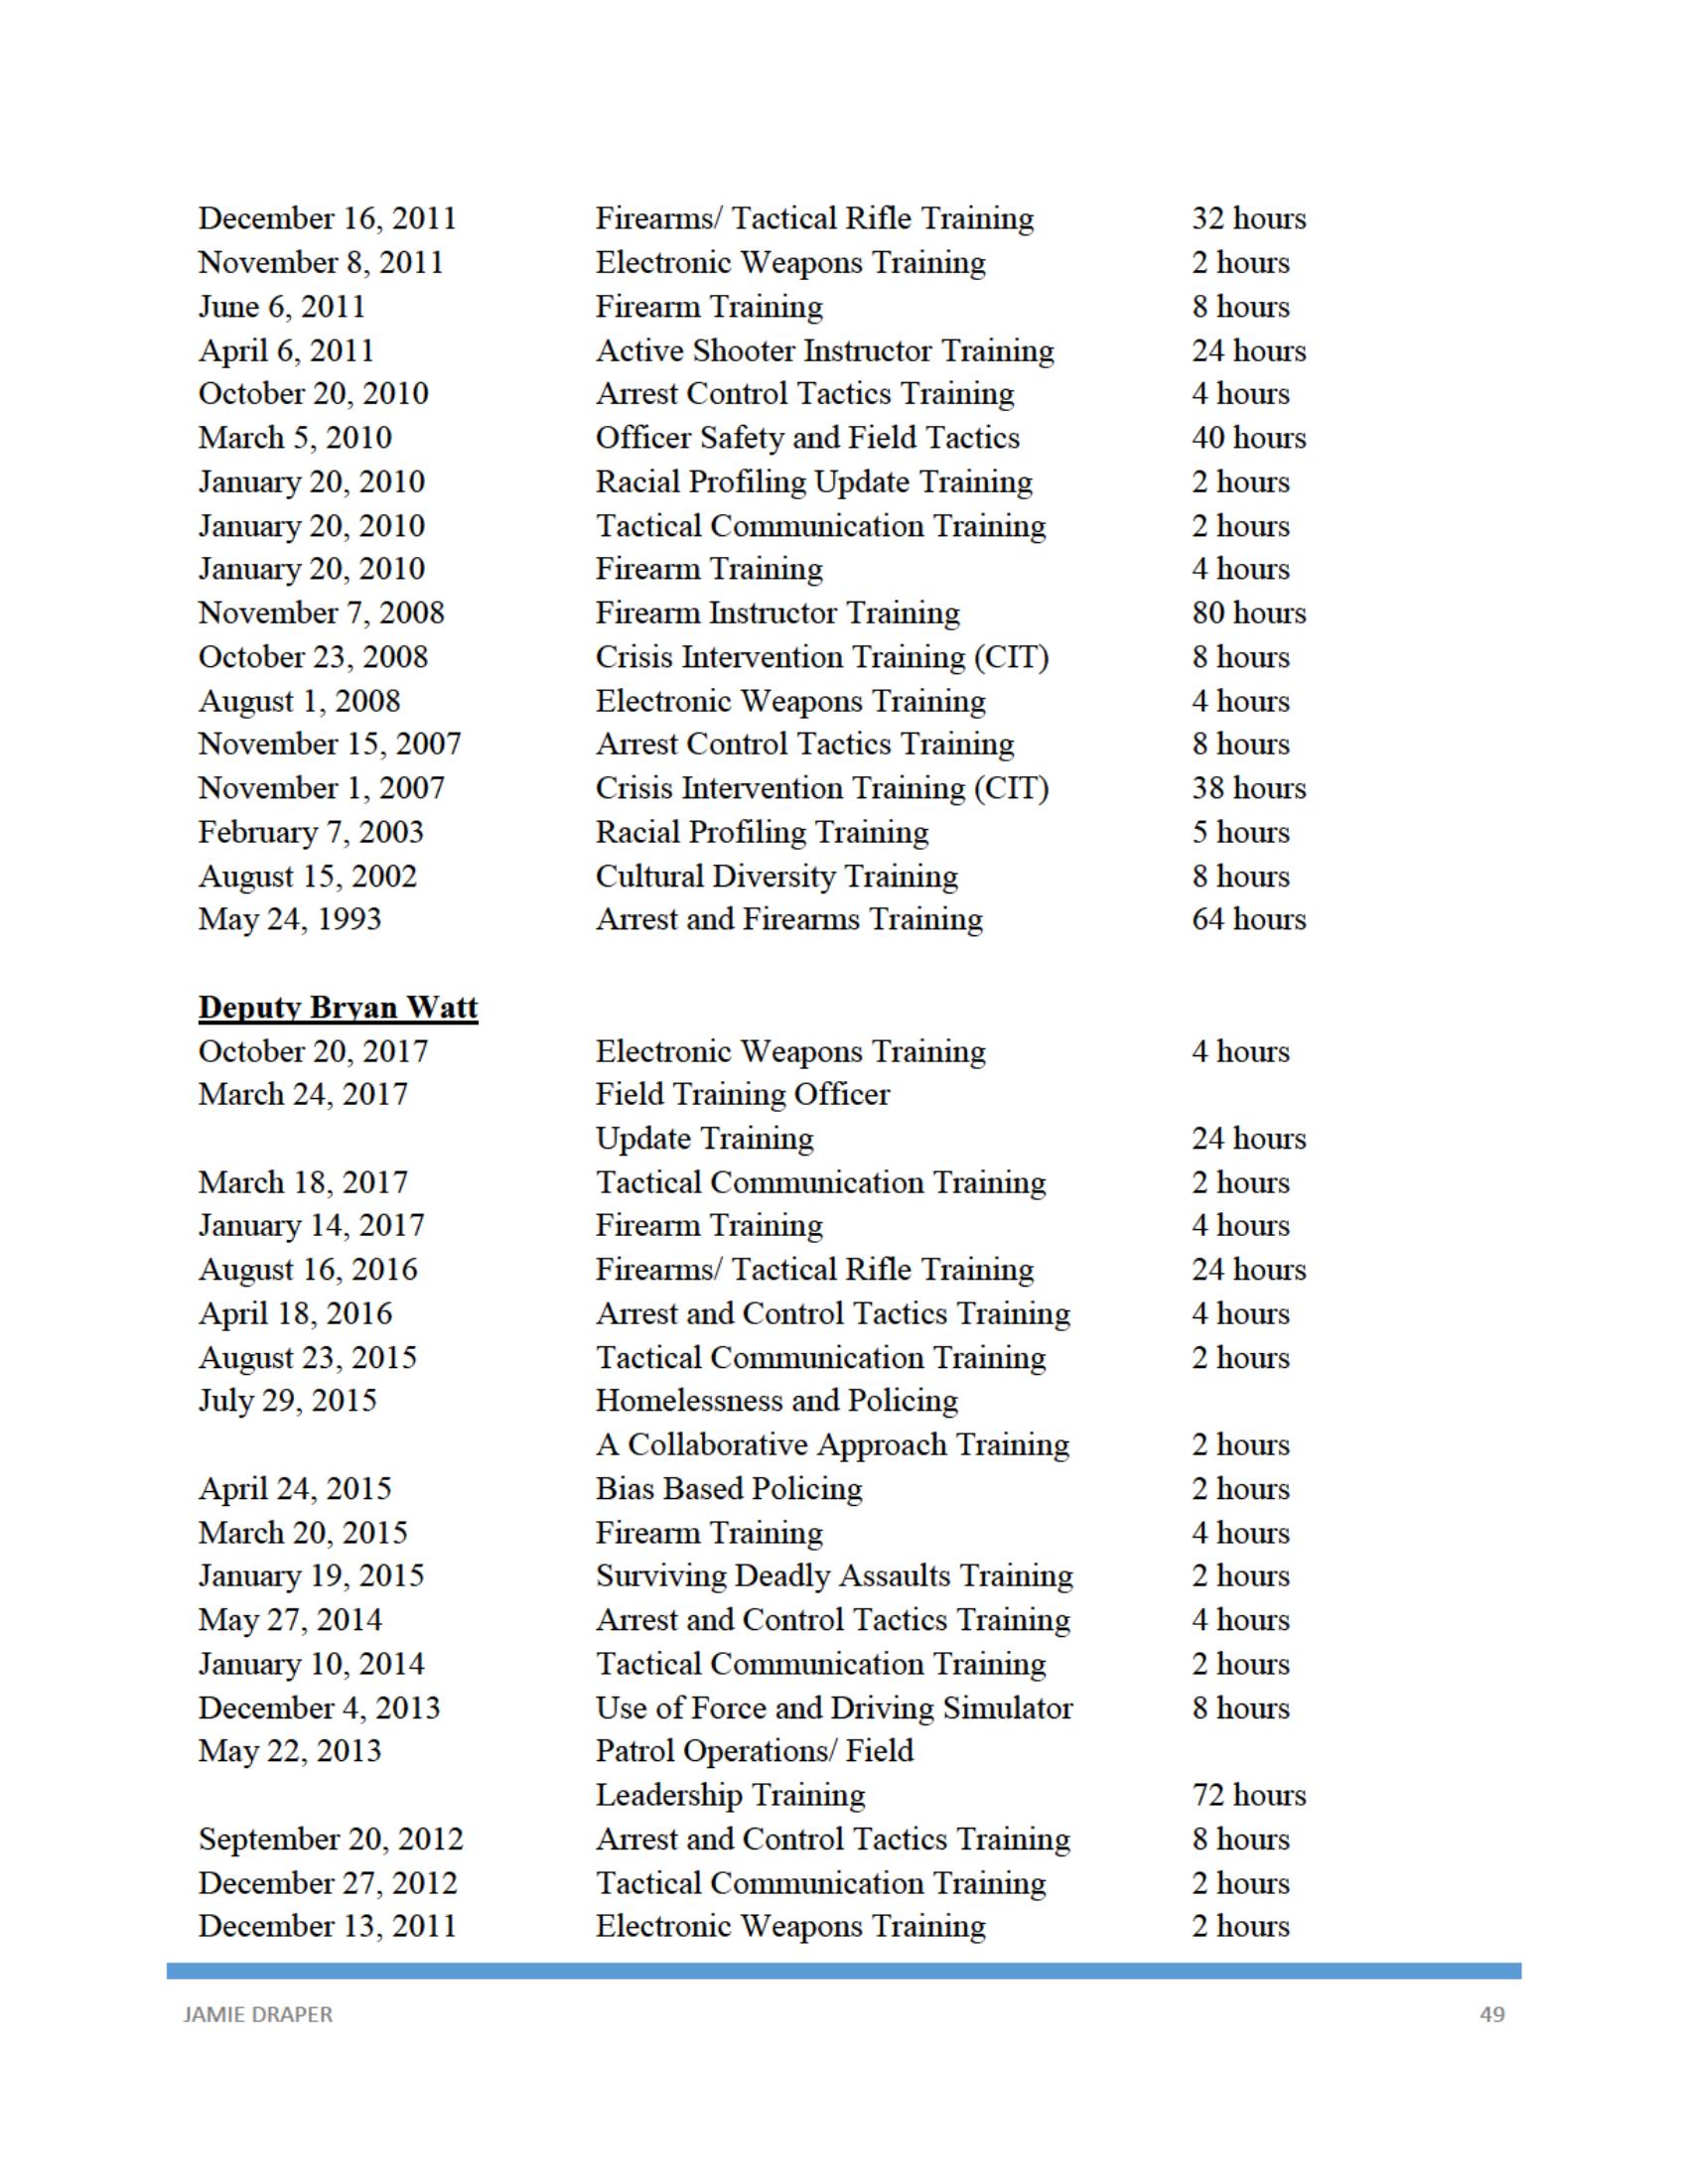 December 16, 2011 Firearms/ Tactical Rifle Training 32 hours
November 8, 2011 Electronic Weapons Training 2 hours
June 6, 2011 Firearm Training 8 hours
April 6, 2011 Active Shooter Instructor Training 24 hours
October 20, 2010 Arrest Control Tactics Training 4 hours
March 5, 2010 Officer Safety and Field Tactics 40 hours
January 20, 2010 Racial Profiling Update Training 2 hours
January 20, 2010 Tactical Communication Training 2 hours
January 20, 2010 Firearm Training 4 hours
November 7, 2008 Firearm Instructor Training 80 hours
October 23, 2008 Crisis Intervention Training (CIT) 8 hours
August 1, 2008 Electronic Weapons Training 4 hours
November 15, 2007 Arrest Control Tactics Training 8 hours
November 1, 2007 Crisis Intervention Training (CIT) 38 hours
February 7, 2003 Racial Profiling Training 5 hours
August 15, 2002 Cultural Diversity Training 8 hours
May 24, 1993 Arrest and Firearms Training 64 hours
Deputy Bryan Watt
October 20, 2017 Electronic Weapons Training 4 hours
March 24, 2017 Field Training Officer
Update Training 24 hours
March 18, 2017 Tactical Communication Training 2 hours
January 14, 2017 Firearm Training 4 hours
August 16, 2016 Firearms/ Tactical Rifle Training 24 hours
April 18, 2016 Arrest and Control Tactics Training 4 hours
August 23, 2015 Tactical Communication Training 2 hours
July 29, 2015 Homelessness and Policing
A Collaborative Approach Training 2 hours
April 24, 2015 Bias Based Policing 2 hours
March 20, 2015 Firearm Training 4 hours
January 19, 2015 Surviving Deadly Assaults Training 2 hours
May 27, 2014 Arrest and Control Tactics Training 4 hours
January 10, 2014 Tactical Communication Training 2 hours
December 4, 2013 Use of Force and Driving Simulator 8 hours
May 22, 2013 Patrol Operations/ Field
Leadership Training 72 hours
September 20, 2012 Arrest and Control Tactics Training 8 hours
December 27, 2012 Tactical Communication Training 2 hours
December 13, 2011 Electronic Weapons Training 2 hours
JAMIE DRAPER 49